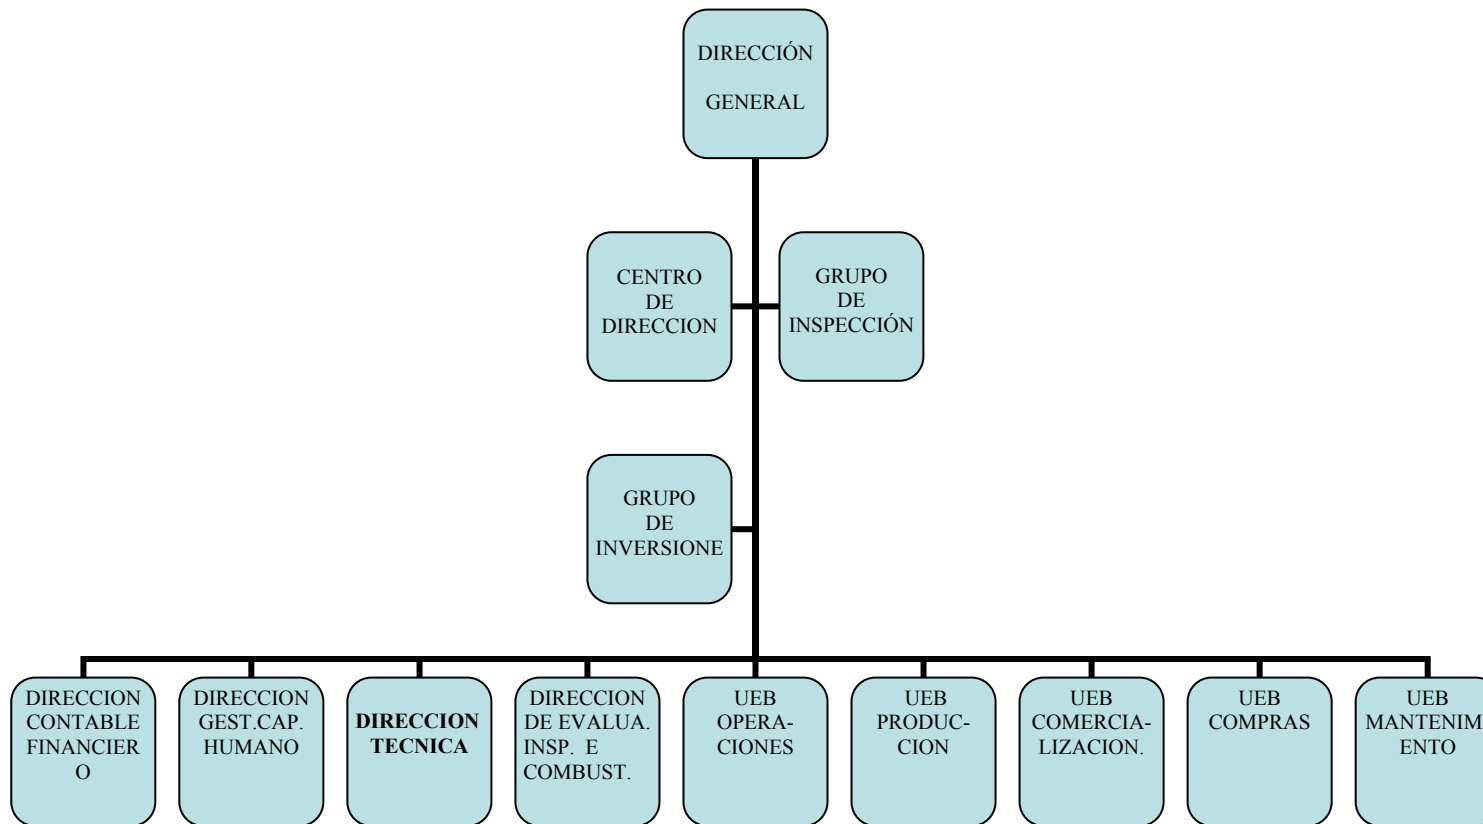 DIRECCIÓN
GENERAL
CENTRO
DE
DIRECCION
GRUPO
DE
INSPECCIÓN
GRUPO
DE
INVERSIONE
DIRECCION
CONTABLE
FINANCIER
O
DIRECCION
GEST.CAP.
HUMANO
DIRECCION
TECNICA
DIRECCION
DE EVALUA.
INSP. E
COMBUST.
UEB
OPERA-
CIONES
UEB
PRODUC-
CION
UEB
COMERCIA-
LIZACION.
UEB
COMPRAS
UEB
MANTENIM
ENTO